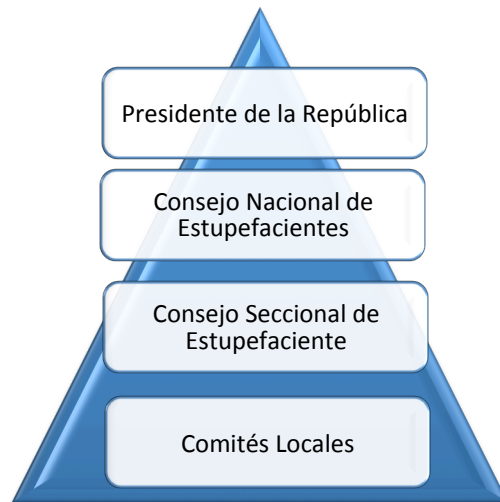 Presidente de la República
Consejo Nacional de
Estupefacientes
Consejo Seccional de
Estupefaciente
Comités Locales